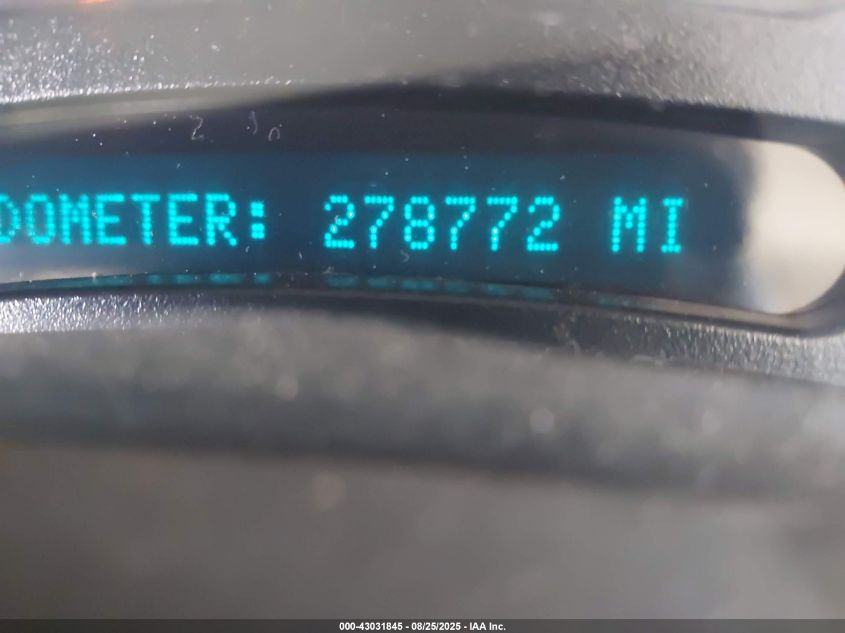 DOMETER: 278772 MI
000-43031845 - 08/25/2025 - IAA Inc.